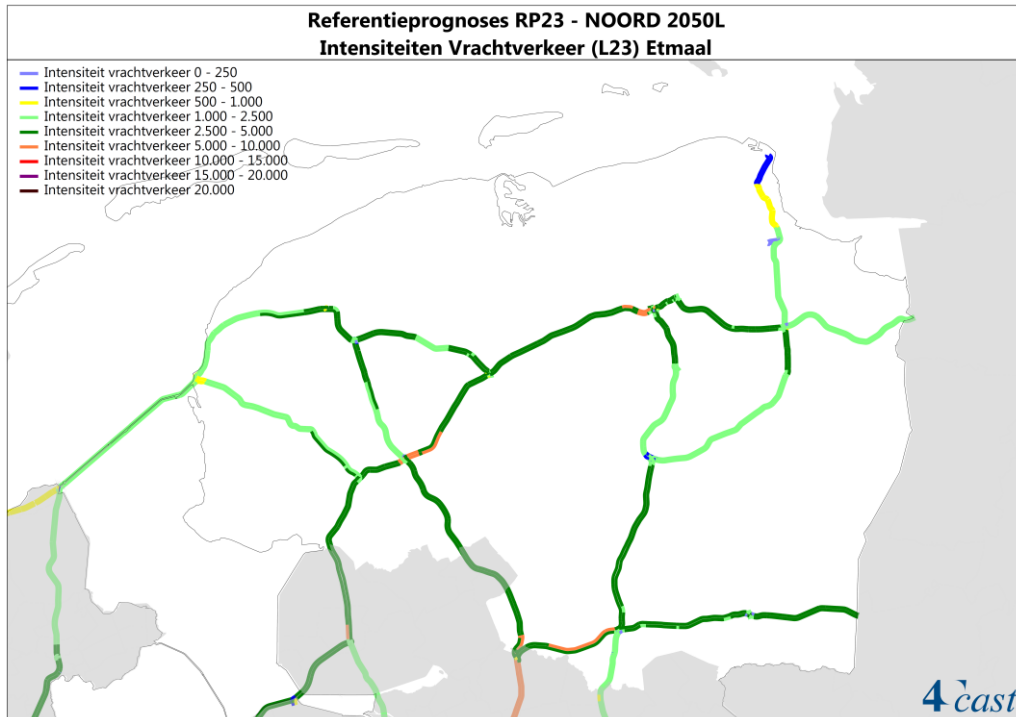 Referentieprognoses RP23 - NOORD 2050L
Intensiteiten Vrachtverkeer (L23) Etmaal
Intensiteit vrachtverkeer 0 - 250
Intensiteit vrachtverkeer 250 - 500
Intensiteit vrachtverkeer 500 - 1.000
Intensiteit vrachtverkeer 1.000 - 2.500
Intensiteit vrachtverkeer 2.500 - 5.000
Intensiteit vrachtverkeer 5.000 - 10.000
Intensiteit vrachtverkeer 10.000 - 15.000
Intensiteit vrachtverkeer 15.000 - 20.000
Intensiteit vrachtverkeer 20.000
4cast